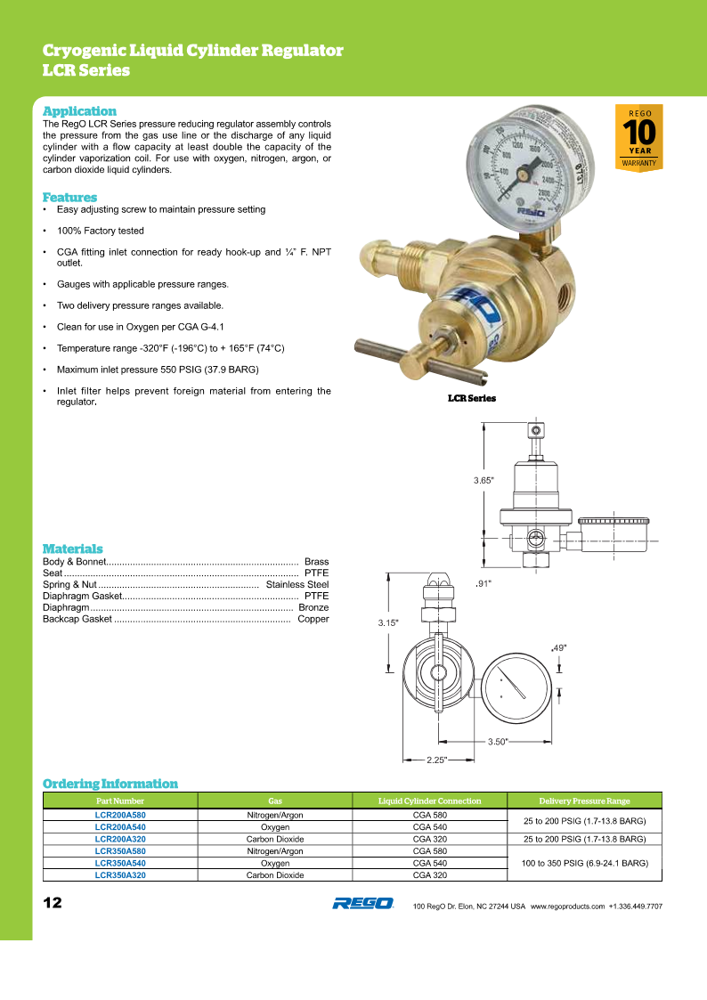 Cryogenic Liquid Cylinder Regulator
LCR Series
Application
The RegO LCR Series pressure reducing regulator assembly controls
the pressure from the gas use line or the discharge of any liquid
cylinder with a flow capacity at least double the capacity of the
cylinder vaporization coil. For use with oxygen, nitrogen, argon, or
carbon dioxide liquid cylinders.
Features
• Easy adjusting screw to maintain pressure setting
• 100% Factory tested
• CGA fitting inlet connection for ready hook-up and ¼” F. NPT
outlet.
• Gauges with applicable pressure ranges.
• Two delivery pressure ranges available.
• Clean for use in Oxygen per CGA G-4.1
• Temperature range -320°F (-196°C) to + 165°F (74°C)
• Maximum inlet pressure 550 PSIG (37.9 BARG)
• Inlet filter helps prevent foreign material from entering the
regulator.
REGO
10
YEAR
WARRANTY
400
800
1200
1600
2000
2400
2800
REGO
LCR Series
3.65"
.91"
3.15"
.49"
3.50"
2.25"
Materials
Body & Bonnet........................................................................ Brass
Seat ........................................................................................ PTFE
Spring & Nut ............................................................ Stainless Steel
Diaphragm Gasket.................................................................. PTFE
Diaphragm............................................................................ Bronze
Backcap Gasket .................................................................. Copper
Ordering Information
Part Number Gas Liquid Cylinder Connection Delivery Pressure Range
LCR200A580 Nitrogen/Argon CGA 580 25 to 200 PSIG (1.7-13.8 BARG)
LCR200A540 Oxygen CGA 540
LCR200A320 Carbon Dioxide CGA 320 25 to 200 PSIG (1.7-13.8 BARG)
LCR350A580 Nitrogen/Argon CGA 580
LCR350A540 Oxygen CGA 540 100 to 350 PSIG (6.9-24.1 BARG)
LCR350A320 Carbon Dioxide CGA 320
12
REGO
100 RegO Dr. Elon, NC 27244 USA www.regoproducts.com +1.336.449.7707